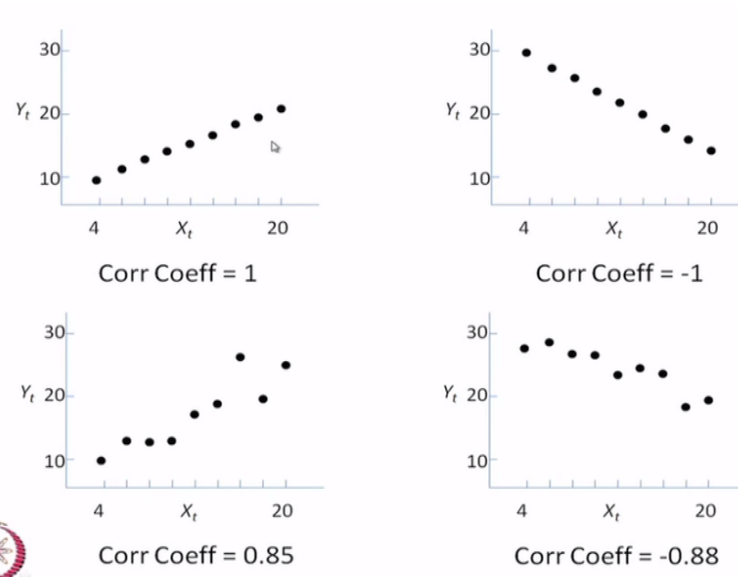 30
Yt 20
10
4 Xt 20
Corr Coeff = 1
30
Yt 20
10
4 Xt 20
Corr Coeff = -1
30
Yt 20
10
4 Xt 20
Corr Coeff = 0.85
30
Yt 20
10
4 Xt 20
Corr Coeff = -0.88